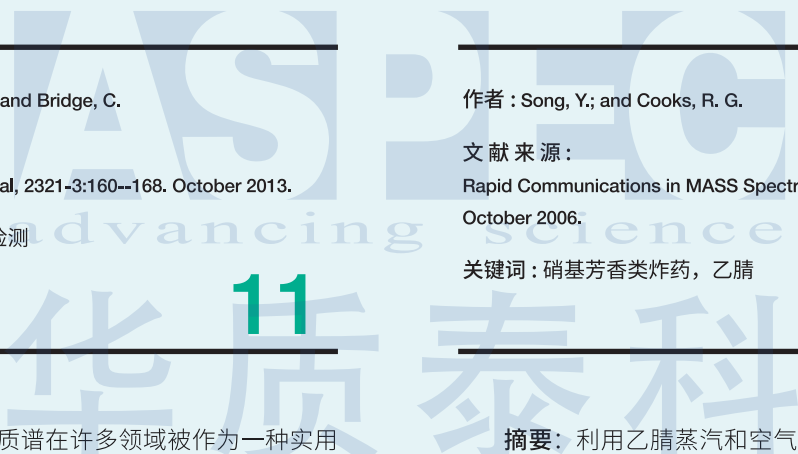 ASPEC
advancing science
华质泰科
and Bridge, C.
al, 2321-3:160--168. October 2013.
检测
11
质谱在许多领域被作为一种实用
作者 : Song, Y.; and Cooks, R. G.
文 献 来 源 :
Rapid Communications in MASS Spectr
October 2006.
关键词 : 硝基芳香类炸药，乙腈
摘要：利用乙腈蒸汽和空气